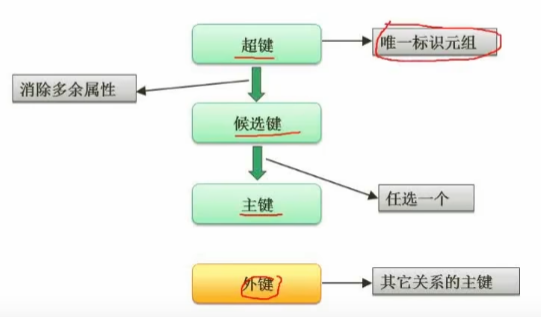 超键
唯一标识元组
消除多余属性
候选键
主键
任选一个
外键
其它关系的主键